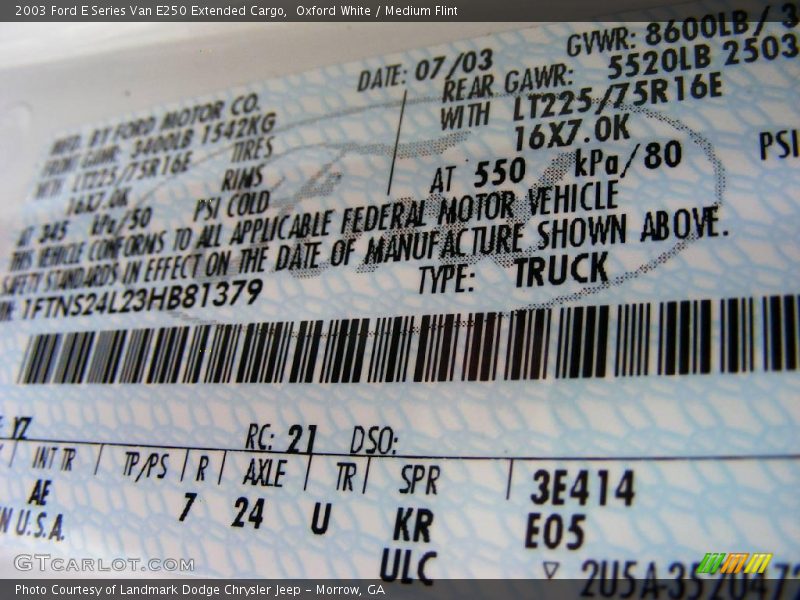 2003 Ford E Series Van E250 Extended Cargo,  Oxford White / Medium Flint
MFD. BY FORD MOTOR CO.
DATE: 07/03
GVWR: 8600LB/ 3
FRONT GAWR: 3400LB 1542KG
REAR GAWR: 5520LB 2503
WITH LT225/75R16E TIRES
WITH LT225/75R16E
16X7.0K RIMS
16X7.0K
AT 345 kPa/50 PSI COLD
AT 550 kPa/80 PSI
THIS VEHICLE CONFORMS TO ALL APPLICABLE FEDERAL MOTOR VEHICLE
SAFETY STANDARDS IN EFFECT ON THE DATE OF MANUFACTURE SHOWN ABOVE.
1FTNS24L23HB81379
TYPE: TRUCK
YZ
RC: 21 DSO:
INT TR TP/PS R AXLE TR SPR
AE 7 24 U KR
3E414
E05
IN U.S.A.
ULC
▽ 2U5A-3520472
GTCARLOT.COM
Photo Courtesy of Landmark Dodge Chrysler Jeep – Morrow, GA